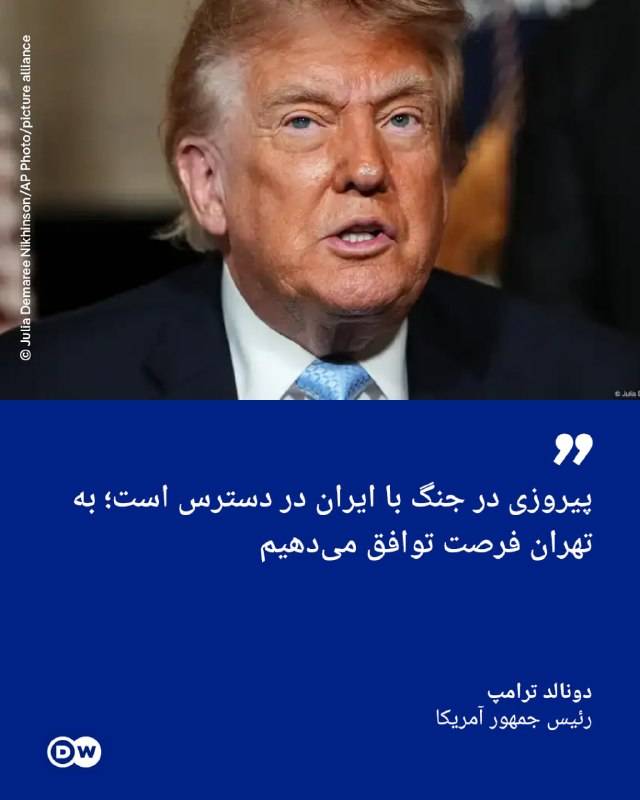 © Julia Demaree Nikhinson/AP Photo/picture alliance
پیروزی در جنگ با ایران در دسترس است؛ به
تهران فرصت توافق می‌دهیم
دونالد ترامپ
رئیس جمهور آمریکا
DW